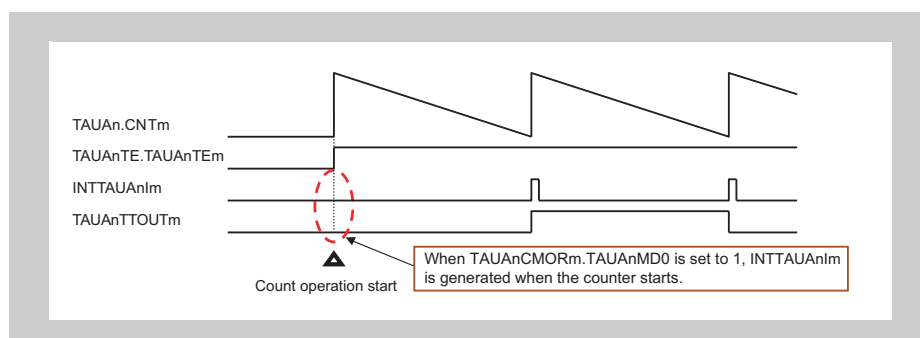 TAUAn.CNTm
TAUAnTE.TAUAnTEm
INTTAUAnIm
TAUAnTTOUTm
When TAUAnCMORm.TAUAnMD0 is set to 1, INTTAUAnIm
is generated when the counter starts.
Count operation start